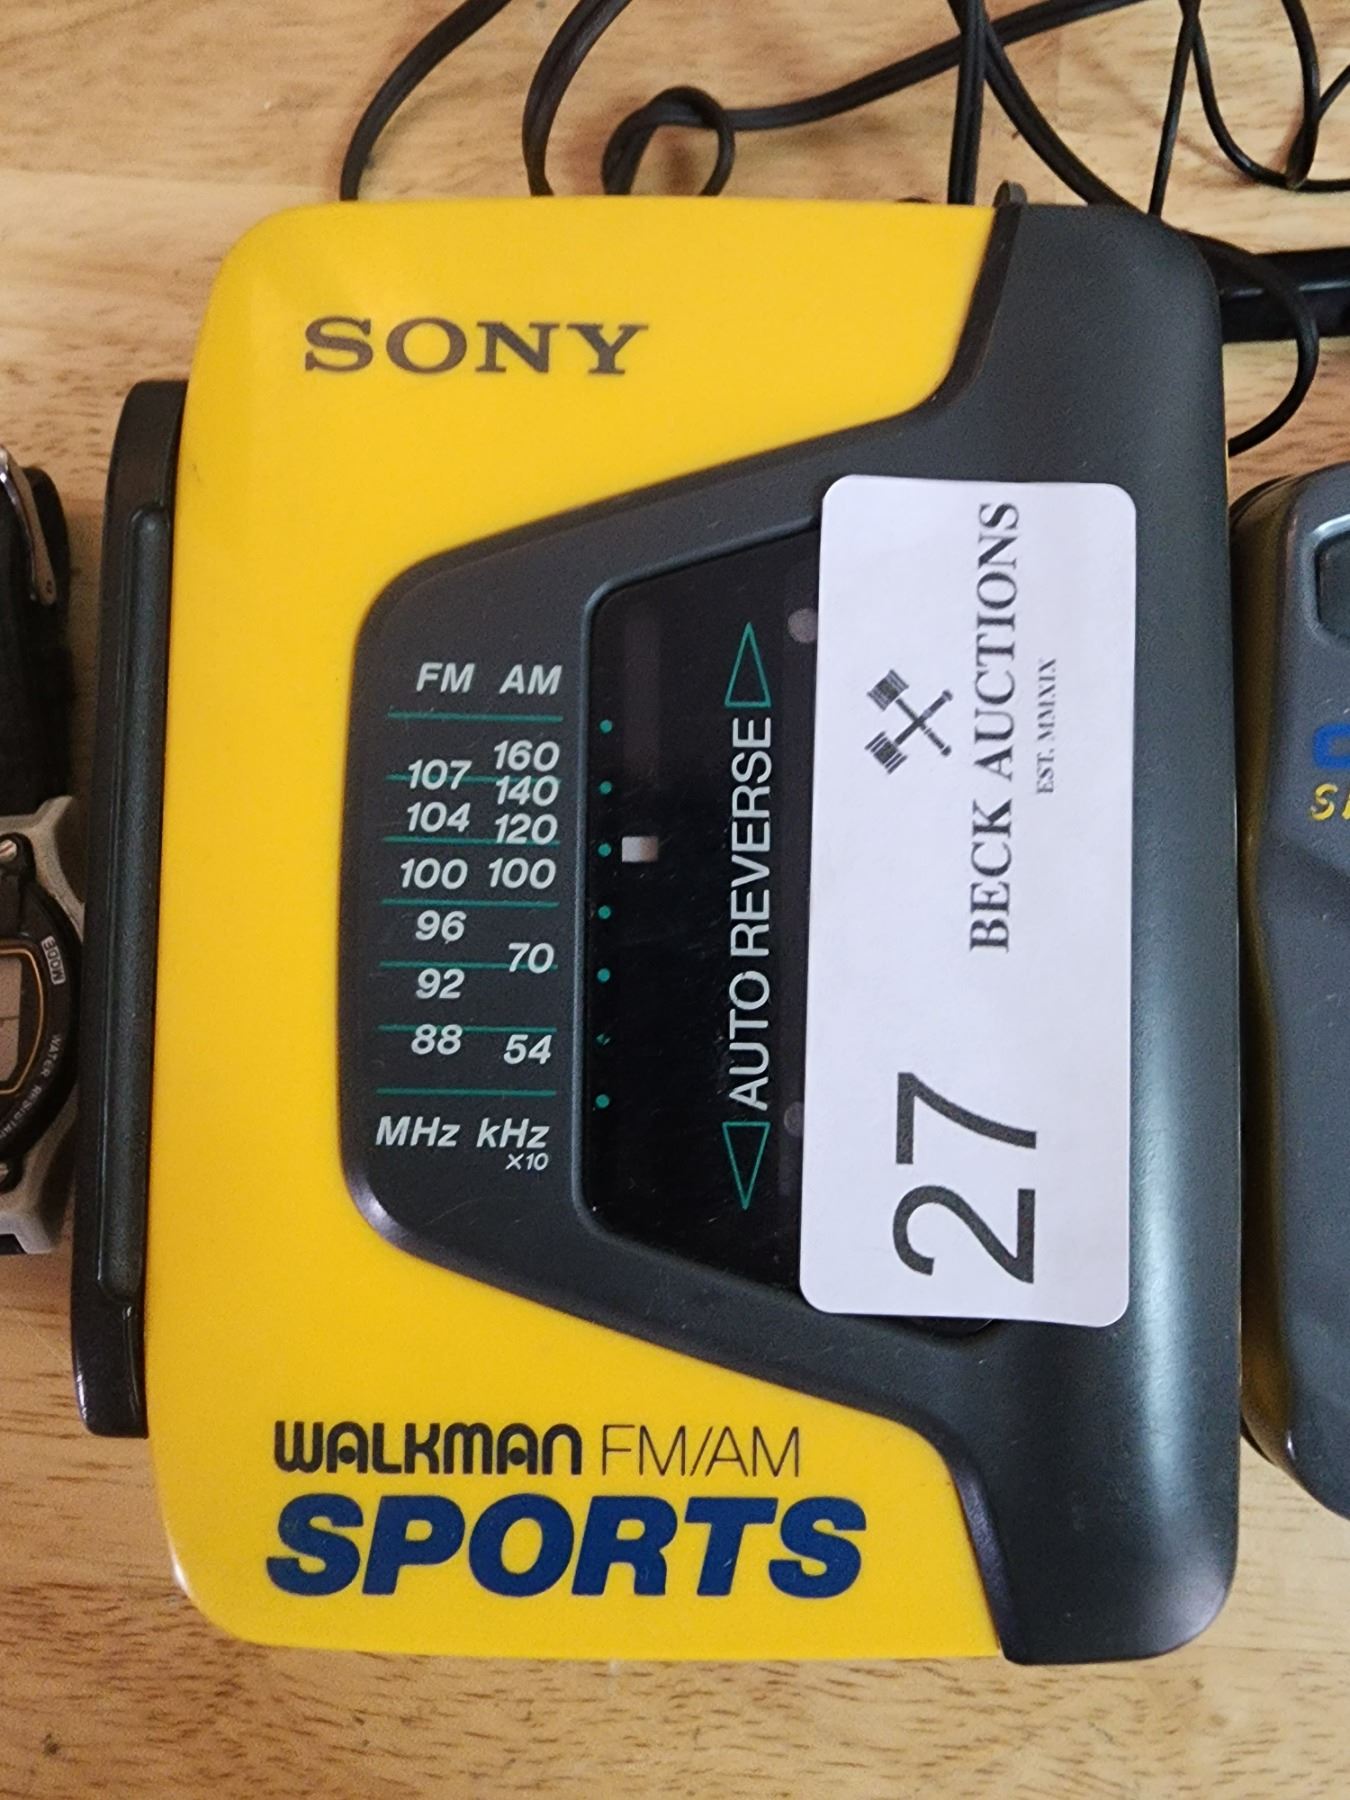 SONY
FM AM
107 160
104 140
100 120
96 100
92 70
88 54
MHz kHz
X10
AUTO REVERSE
BECK AUCTIONS
EST. MMXIX
27
WALKMAN FM/AM
SPORTS
MODE